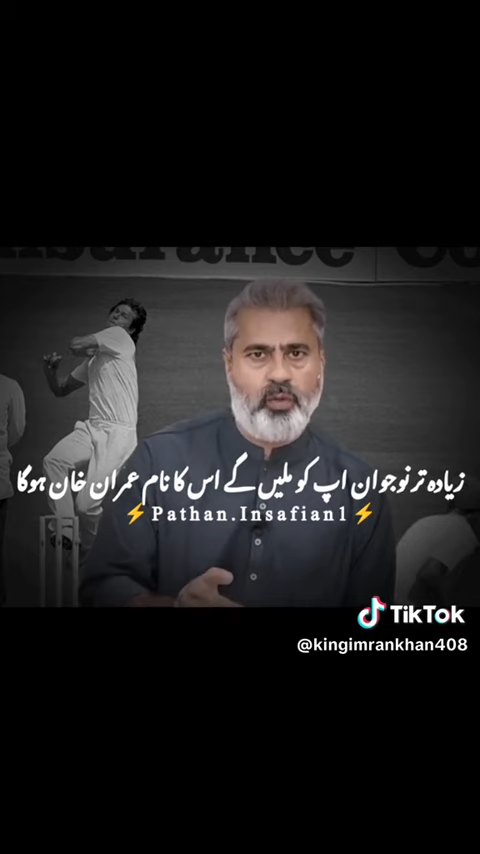 زیادہ تر نوجوان اپ کو ملیں گے اس کا نام عمران خان ہوگا
⚡Pathan.Insafian1⚡
TikTok
@kingimrankhan408